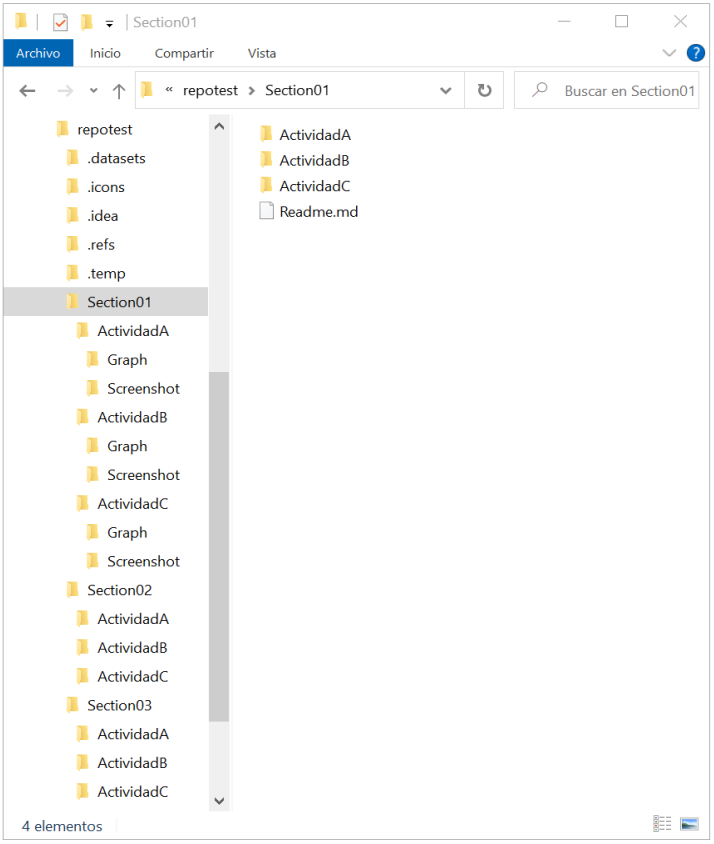 Section01
Archivo Inicio Compartir Vista
« repotest > Section01 Buscar en Section01
repotest
.datasets
.icons
.idea
.refs
.temp
Section01
ActividadA
Graph
Screenshot
ActividadB
Graph
Screenshot
ActividadC
Graph
Screenshot
Section02
ActividadA
ActividadB
ActividadC
Section03
ActividadA
ActividadB
ActividadC
ActividadA
ActividadB
ActividadC
Readme.md
4 elementos